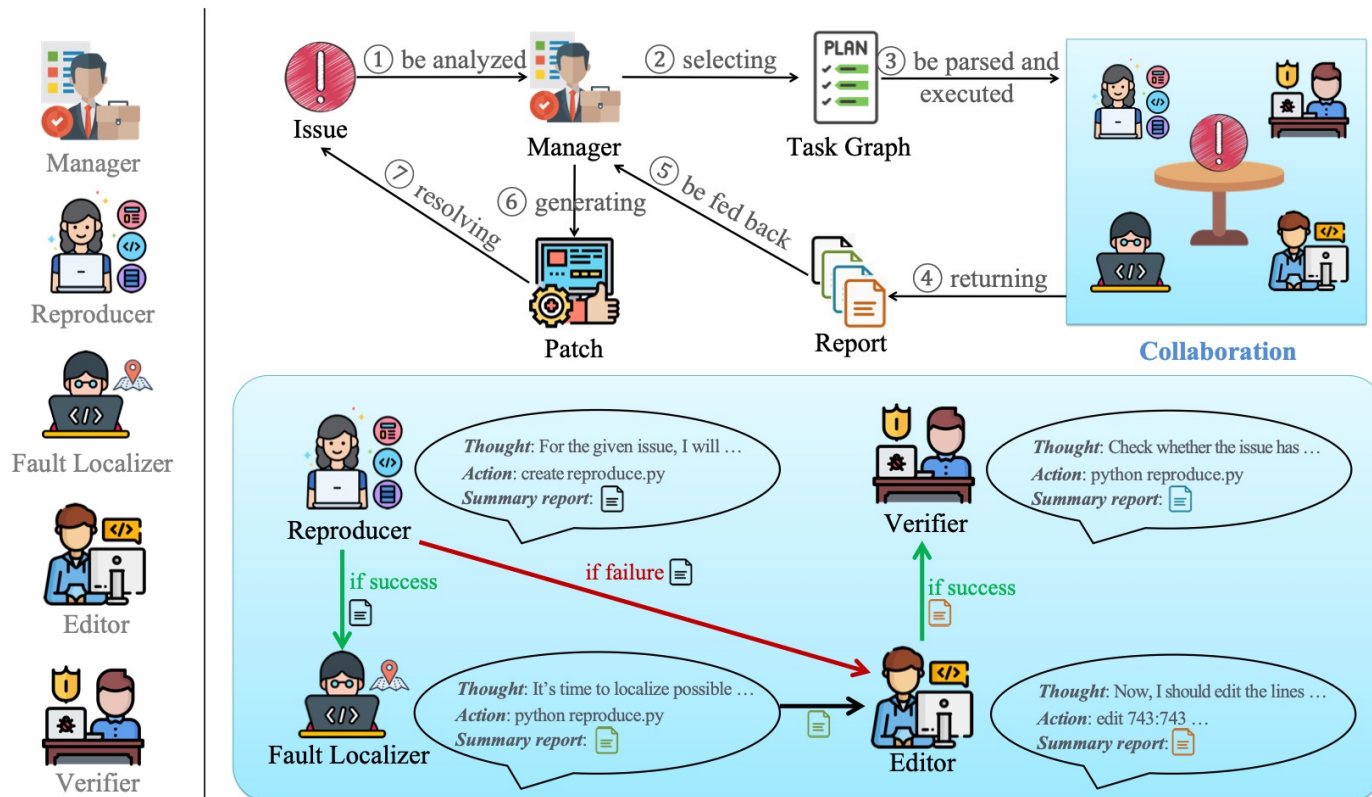 Manager
Reproducer
Fault Localizer
Editor
Verifier
① be analyzed
② selecting
PLAN
③ be parsed and
executed
Issue
Manager
Task Graph
⑦ resolving
⑥ generating
⑤ be fed back
④ returning
Patch
Report
Collaboration
Thought: For the given issue, I will …
Action: create reproduce.py
Summary report:
Reproducer
Thought: Check whether the issue has …
Action: python reproduce.py
Summary report:
Verifier
if success
if failure
if success
Thought: It's time to localize possible …
Action: python reproduce.py
Summary report:
Fault Localizer
Thought: Now, I should edit the lines …
Action: edit 743:743 …
Summary report:
Editor